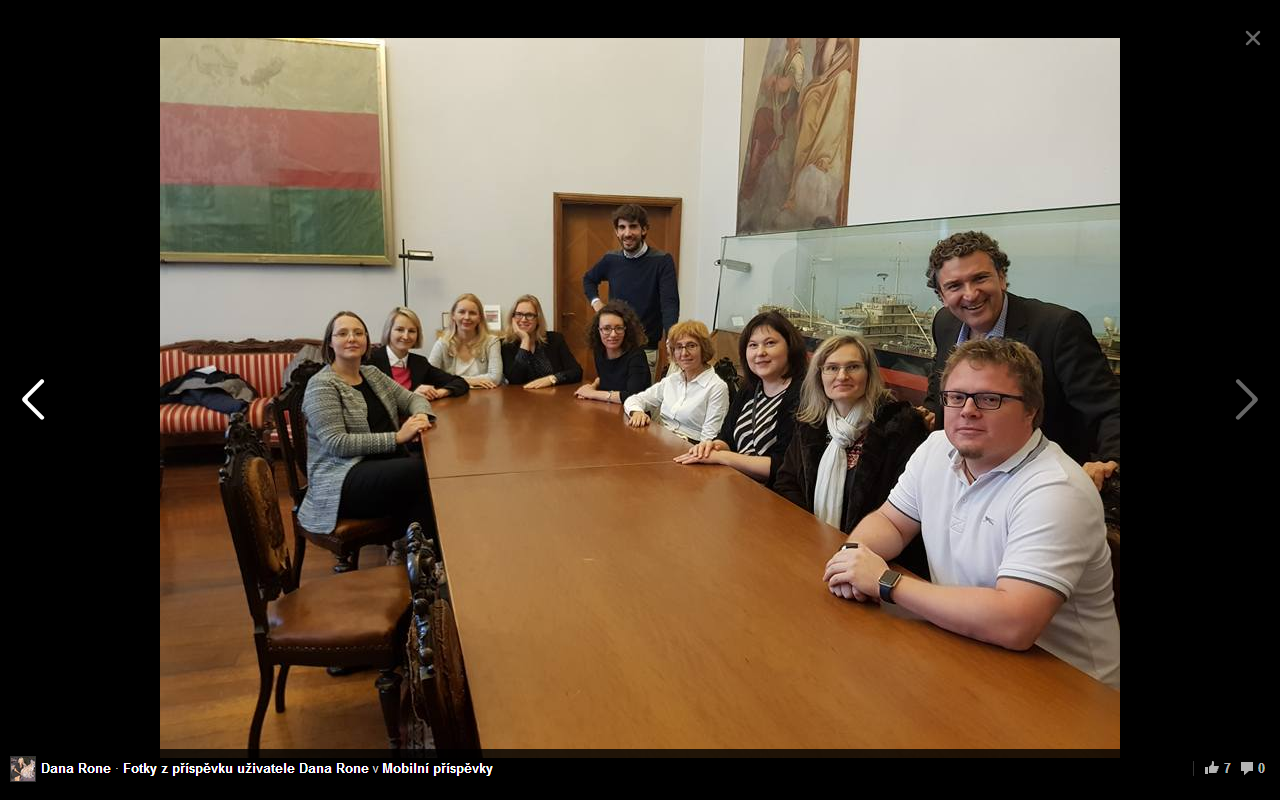 Dana Rone · Fotky z příspěvku uživatele Dana Rone v Mobilní příspěvky
7 0